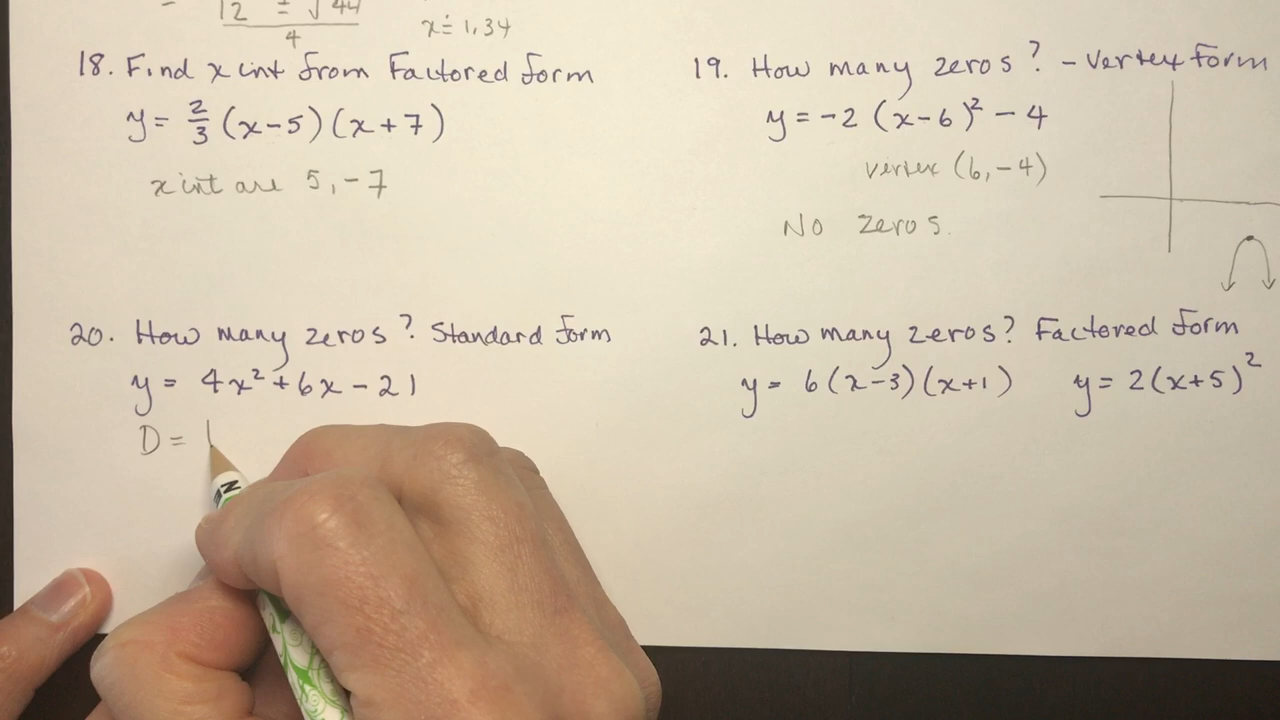 12 ± √44
4
x ≐ 1,34
18. Find x int from Factored form
y = 2/3 (x-5)(x+7)
x int are 5, -7
19. How many zeros? - Vertex form
y = -2 (x-6)² - 4
vertex (6, -4)
No zeros.
20. How many zeros? Standard form
y = 4x² + 6x - 21
D =
21. How many zeros? Factored form
y = 6(x-3)(x+1) y = 2(x+5)²